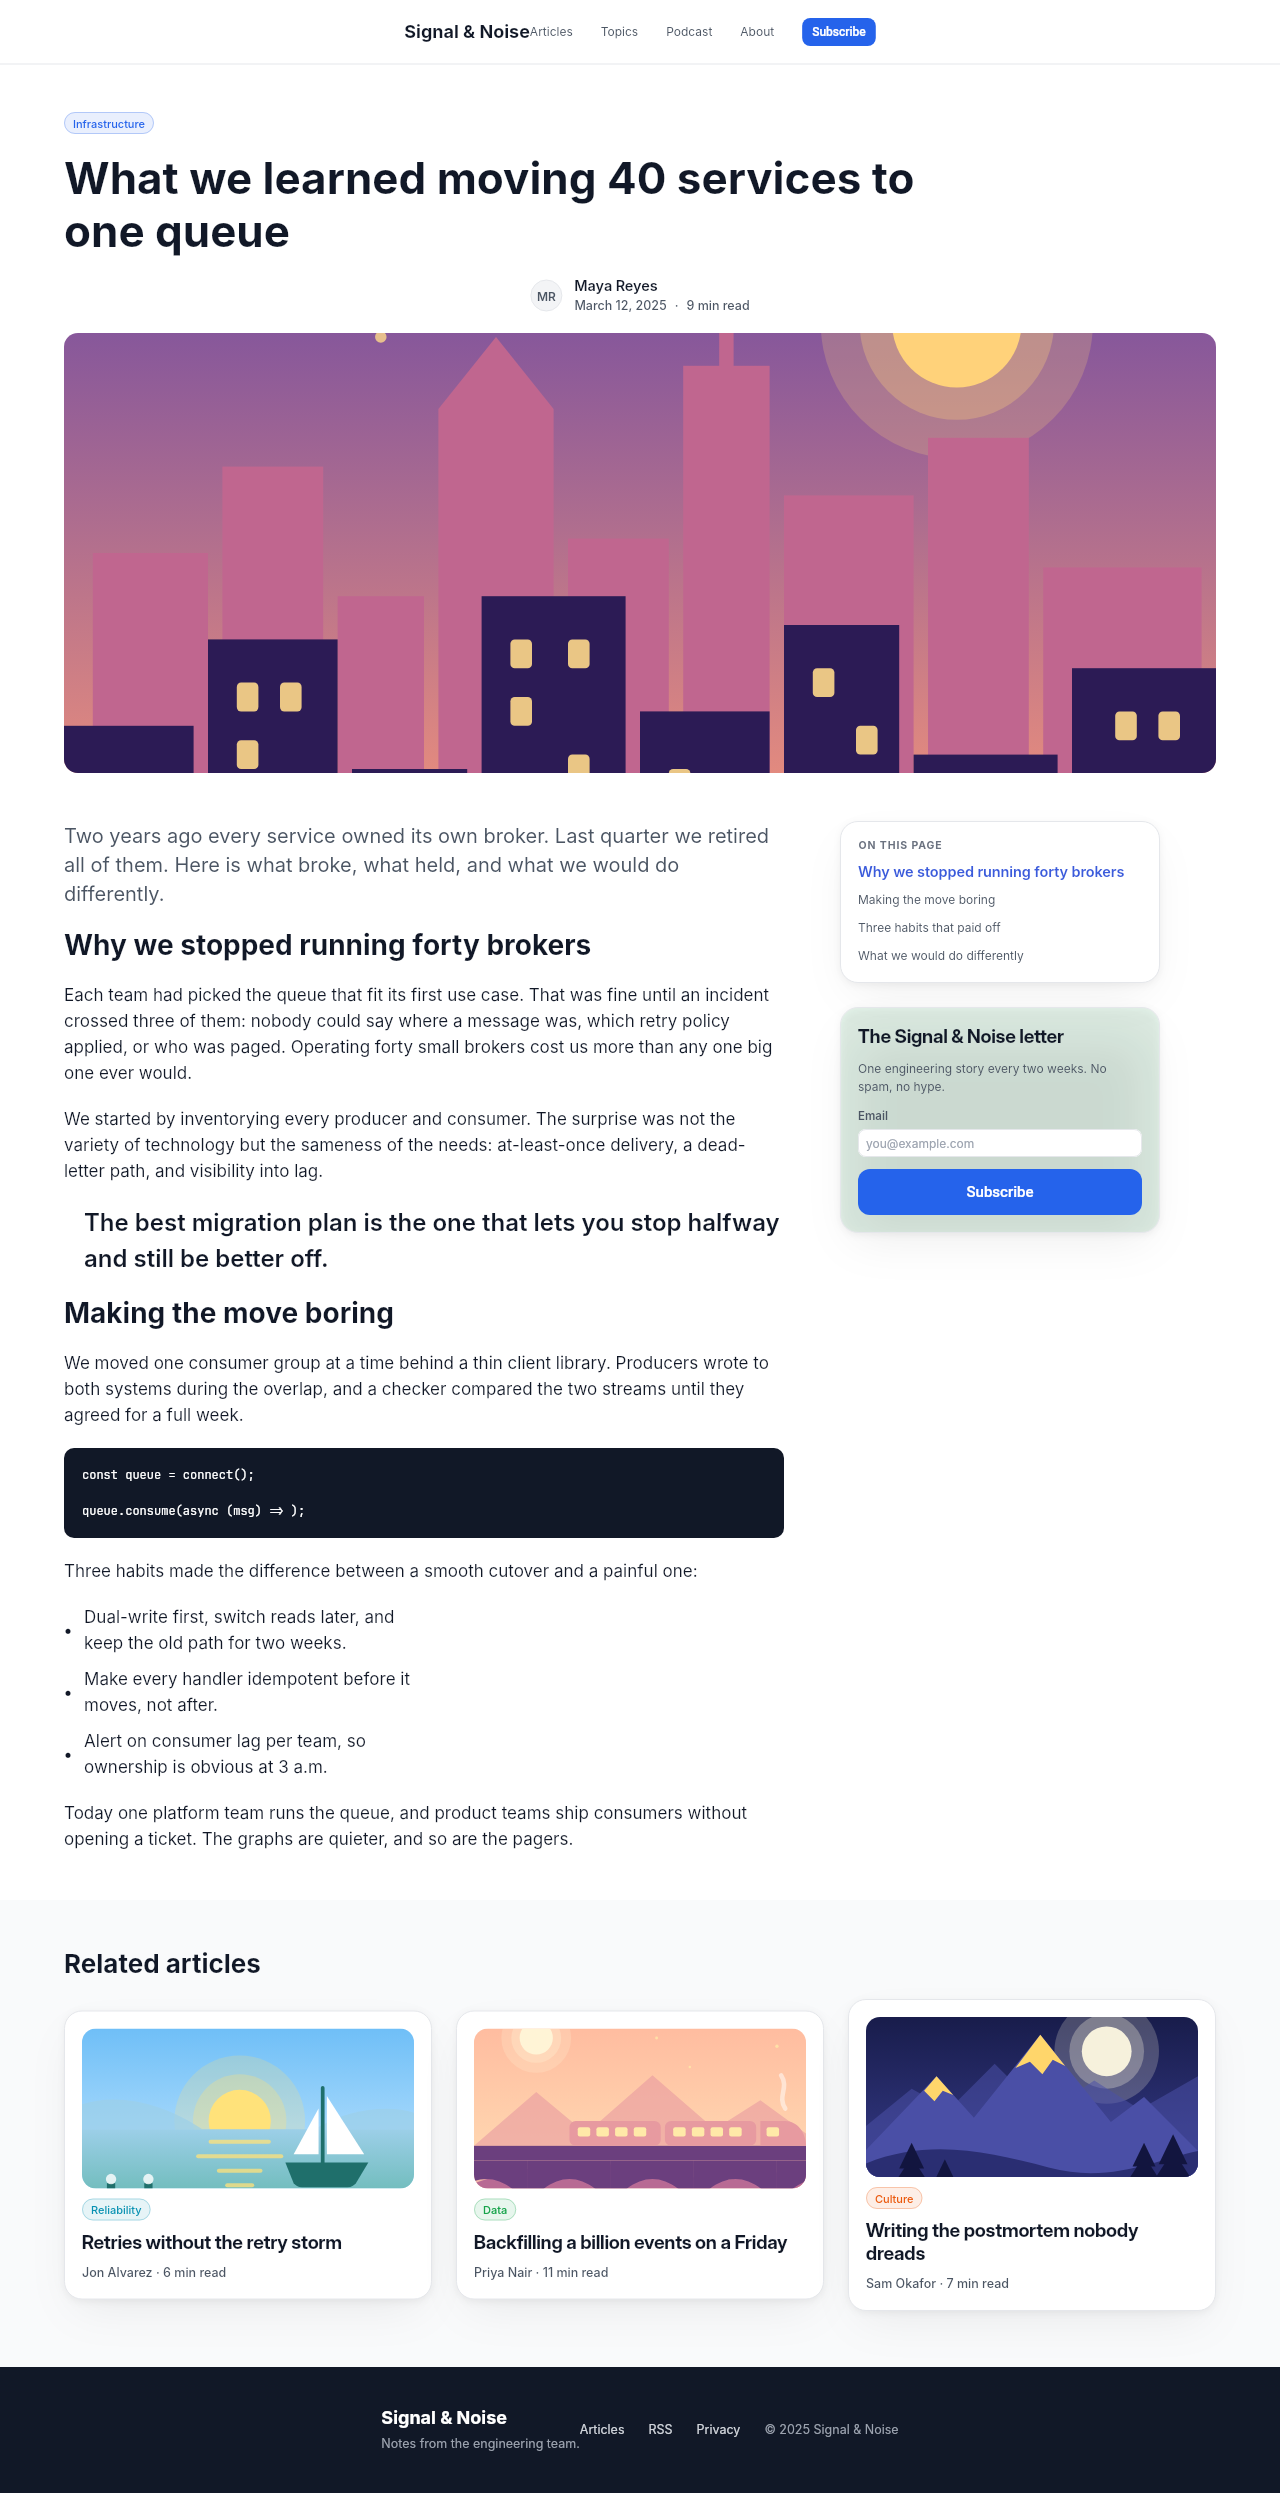 Signal & Noise Articles Topics Podcast About Subscribe
Infrastructure
What we learned moving 40 services to
one queue
MR
Maya Reyes
March 12, 2025 · 9 min read
Two years ago every service owned its own broker. Last quarter we retired
all of them. Here is what broke, what held, and what we would do
differently.
Why we stopped running forty brokers
Each team had picked the queue that fit its first use case. That was fine until an incident
crossed three of them: nobody could say where a message was, which retry policy
applied, or who was paged. Operating forty small brokers cost us more than any one big
one ever would.
We started by inventorying every producer and consumer. The surprise was not the
variety of technology but the sameness of the needs: at-least-once delivery, a dead-
letter path, and visibility into lag.
The best migration plan is the one that lets you stop halfway
and still be better off.
Making the move boring
We moved one consumer group at a time behind a thin client library. Producers wrote to
both systems during the overlap, and a checker compared the two streams until they
agreed for a full week.
const queue = connect();
queue.consume(async (msg) => );
Three habits made the difference between a smooth cutover and a painful one:
• Dual-write first, switch reads later, and
keep the old path for two weeks.
• Make every handler idempotent before it
moves, not after.
• Alert on consumer lag per team, so
ownership is obvious at 3 a.m.
Today one platform team runs the queue, and product teams ship consumers without
opening a ticket. The graphs are quieter, and so are the pagers.
ON THIS PAGE
Why we stopped running forty brokers
Making the move boring
Three habits that paid off
What we would do differently
The Signal & Noise letter
One engineering story every two weeks. No
spam, no hype.
Email
you@example.com
Subscribe
Related articles
Reliability
Retries without the retry storm
Jon Alvarez · 6 min read
Data
Backfilling a billion events on a Friday
Priya Nair · 11 min read
Culture
Writing the postmortem nobody
dreads
Sam Okafor · 7 min read
Signal & Noise
Notes from the engineering team.
Articles RSS Privacy © 2025 Signal & Noise